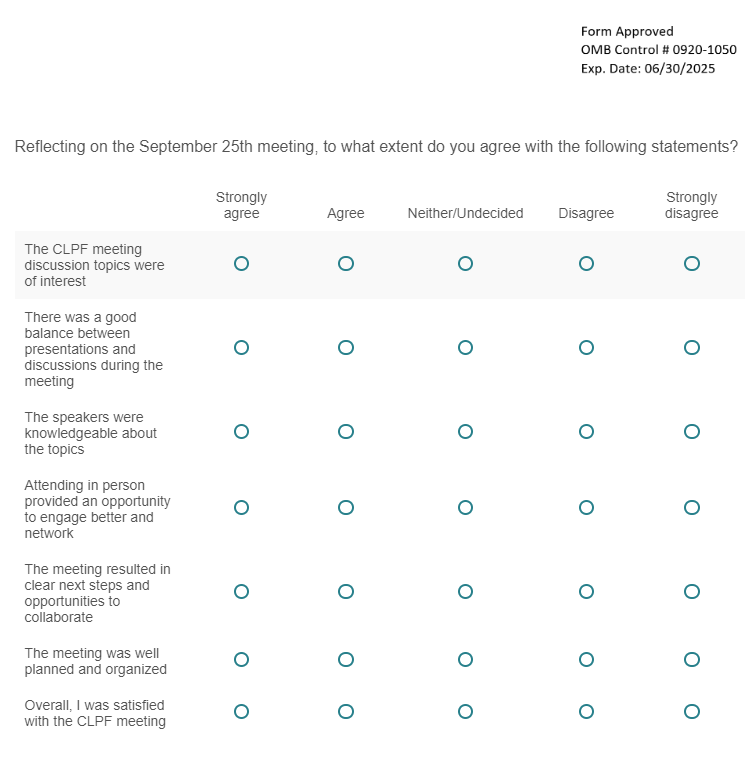 Form Approved
OMB Control # 0920-1050
Exp. Date: 06/30/2025
Reflecting on the September 25th meeting, to what extent do you agree with the following statements?
Strongly
agree
Agree
Neither/Undecided
Disagree
Strongly
disagree
The CLPF meeting
discussion topics were
of interest
There was a good
balance between
presentations and
discussions during the
meeting
The speakers were
knowledgeable about
the topics
Attending in person
provided an opportunity
to engage better and
network
The meeting resulted in
clear next steps and
opportunities to
collaborate
The meeting was well
planned and organized
Overall, I was satisfied
with the CLPF meeting